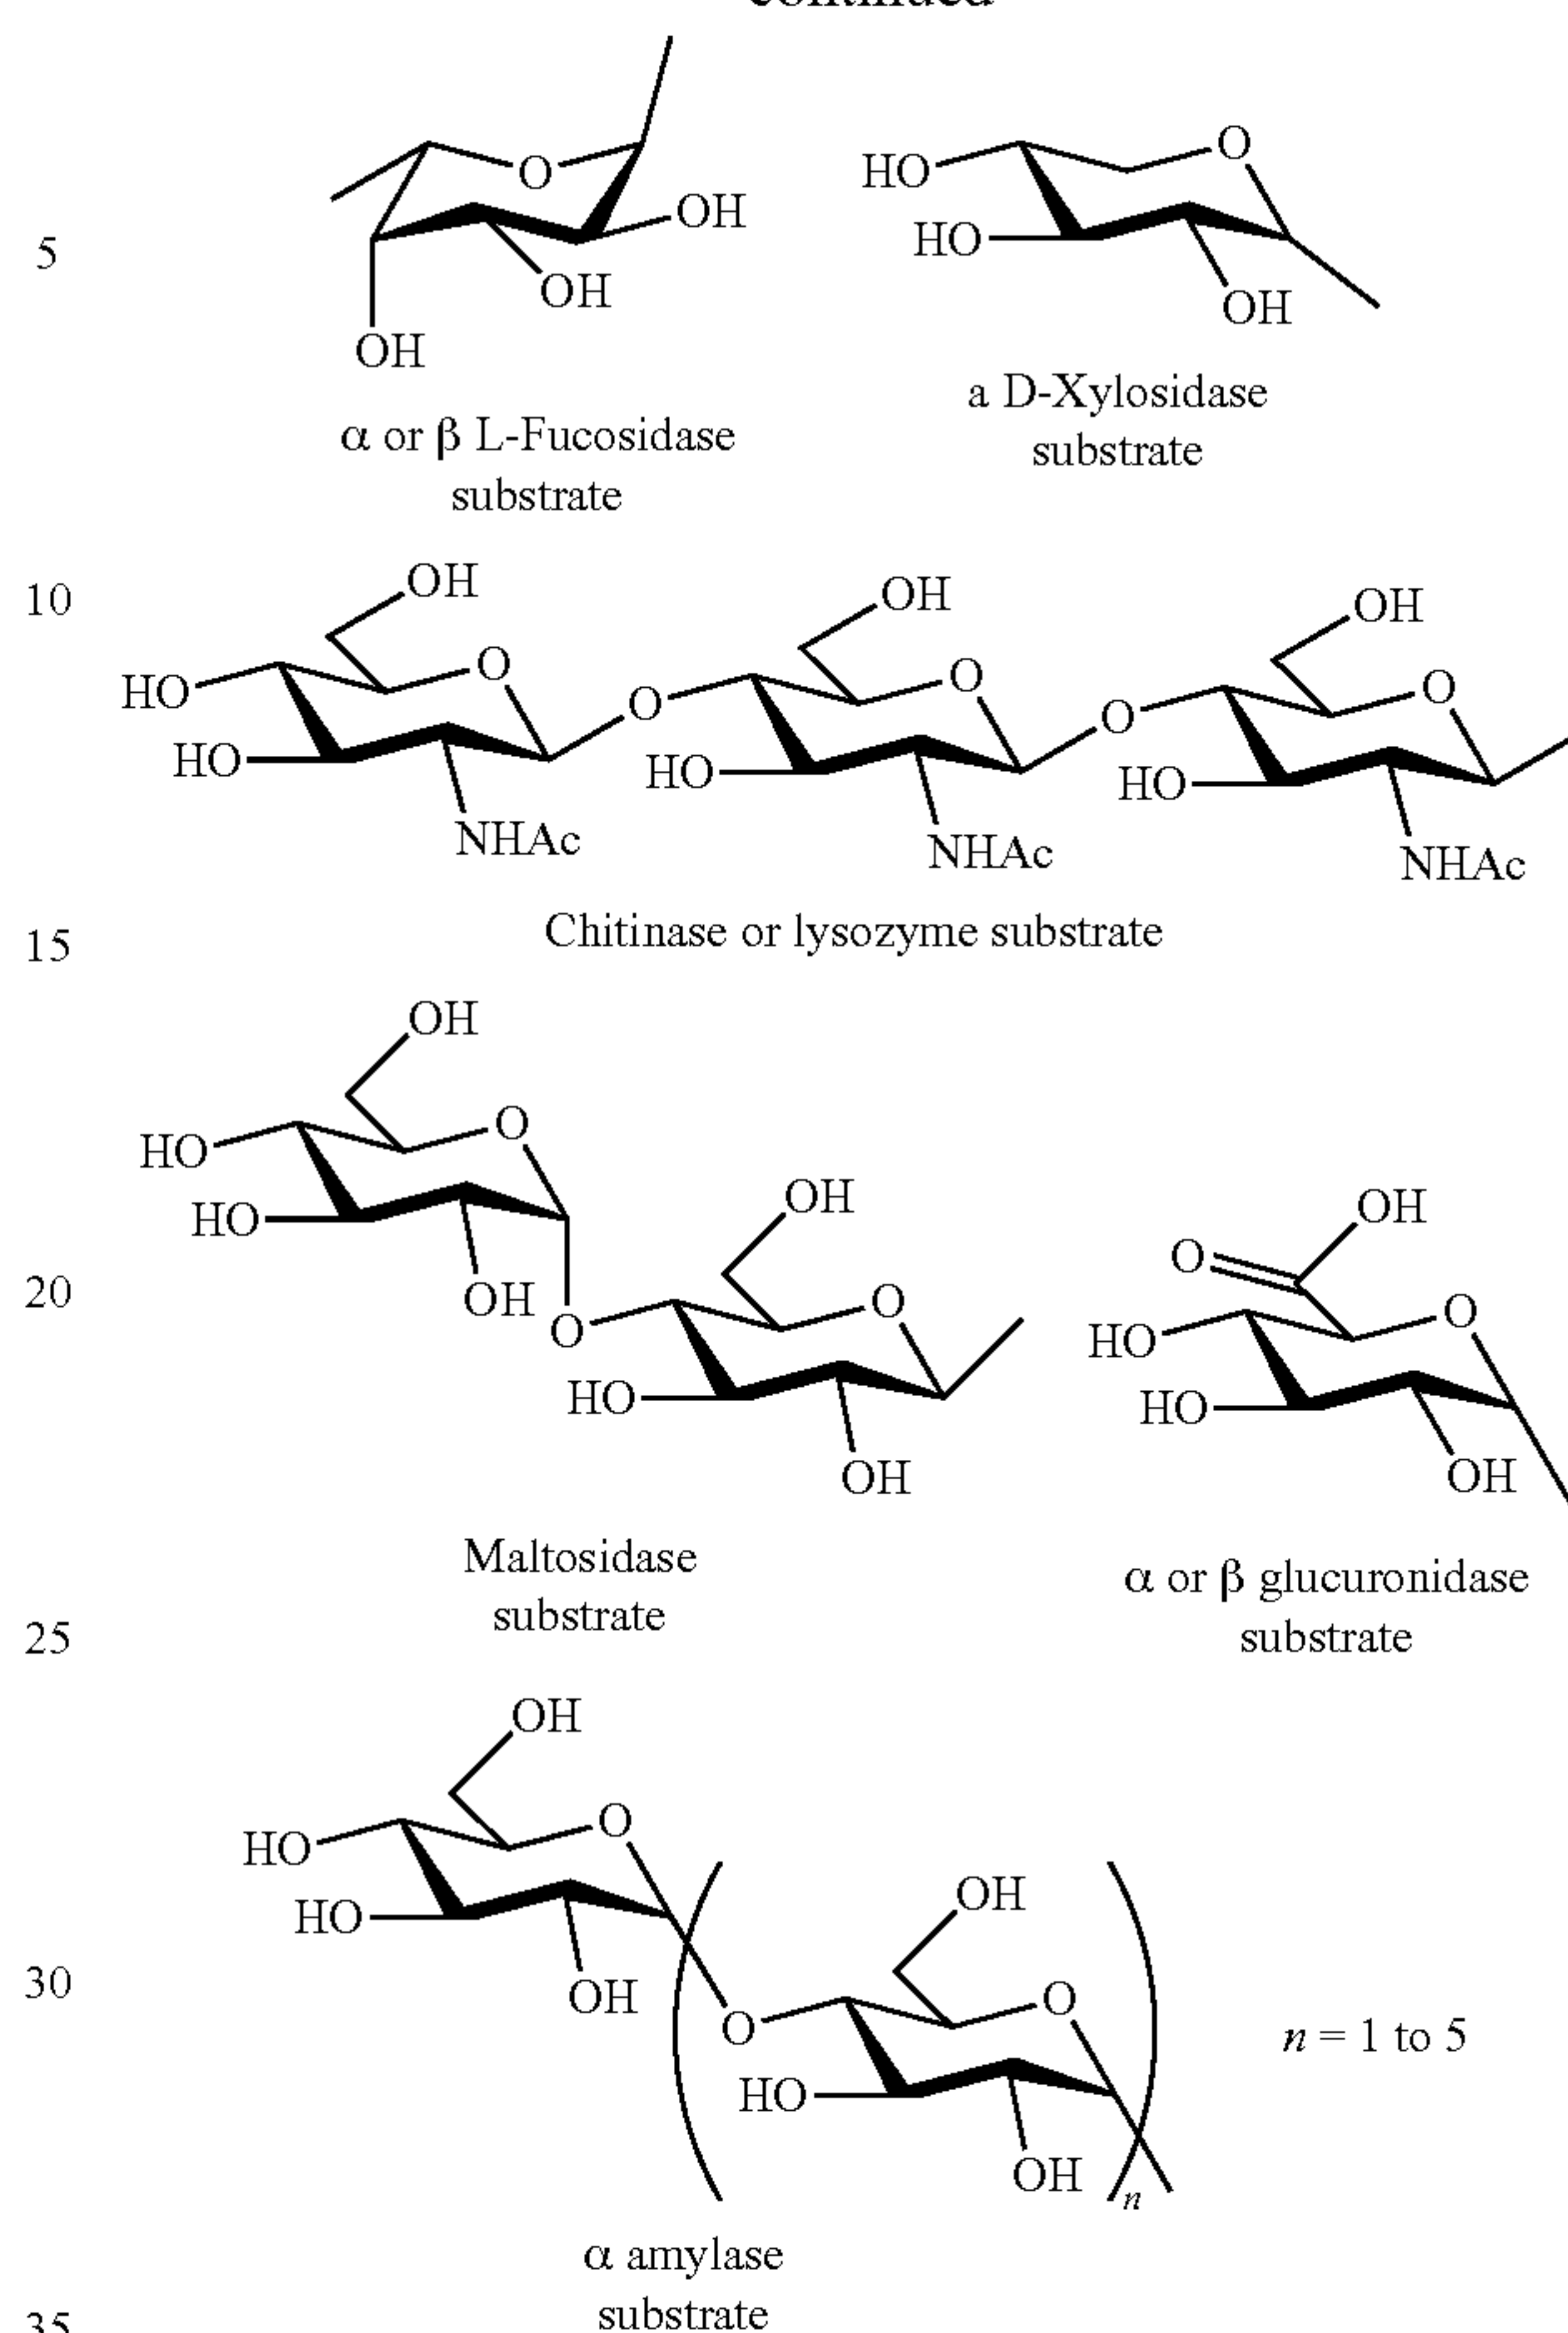 continued
OH
O
HO
O
OH
5
HO
OH
OH
OH
a D-Xylosidase
α or β L-Fucosidase
substrate
substrate
OH
OH
OH
10
O
O
O
HO
O
O
HO
HO
HO
NHAc
NHAc
NHAc
Chitinase or lysozyme substrate
15
OH
O
HO
OH
OH
HO
O
20
OH
O
O
O
HO
HO
HO
OH
OH
Maltosidase
α or β glucuronidase
substrate
substrate
25
OH
O
HO
OH
HO
30
OH
O
O
n = 1 to 5
HO
OH
n
α amylase
substrate
35